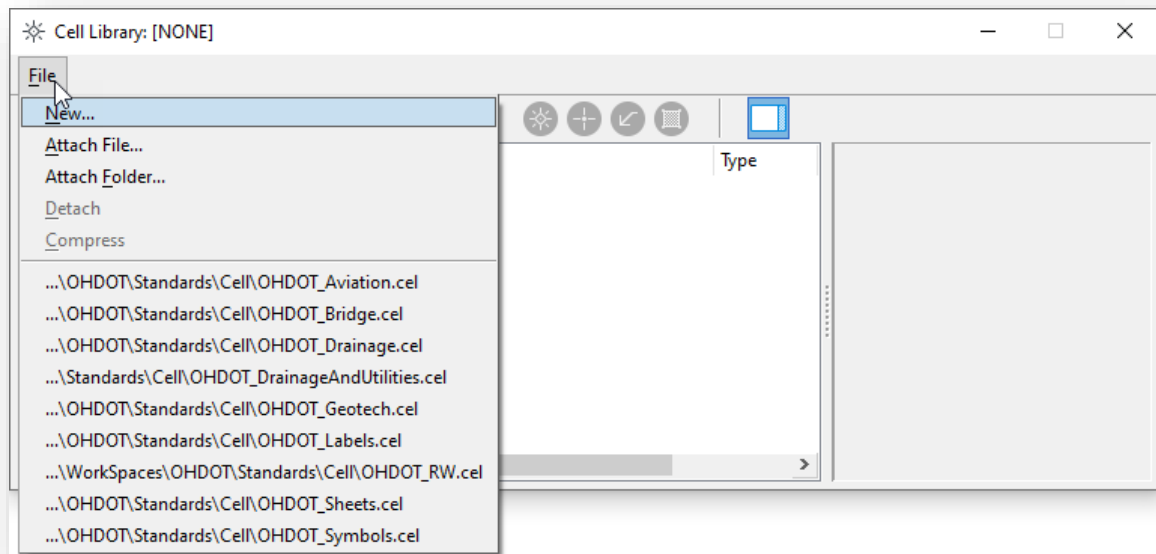 Cell Library: [NONE]
File
New...
Type
Attach File...
Attach Folder...
Detach
Compress
...\OHDOT\Standards\Cell\OHDOT_Aviation.cel
...\OHDOT\Standards\Cell\OHDOT_Bridge.cel
...\OHDOT\Standards\Cell\OHDOT_Drainage.cel
...\Standards\Cell\OHDOT_DrainageAndUtilities.cel
...\OHDOT\Standards\Cell\OHDOT_Geotech.cel
...\OHDOT\Standards\Cell\OHDOT_Labels.cel
...\WorkSpaces\OHDOT\Standards\Cell\OHDOT_RW.cel
...\OHDOT\Standards\Cell\OHDOT_Sheets.cel
...\OHDOT\Standards\Cell\OHDOT_Symbols.cel